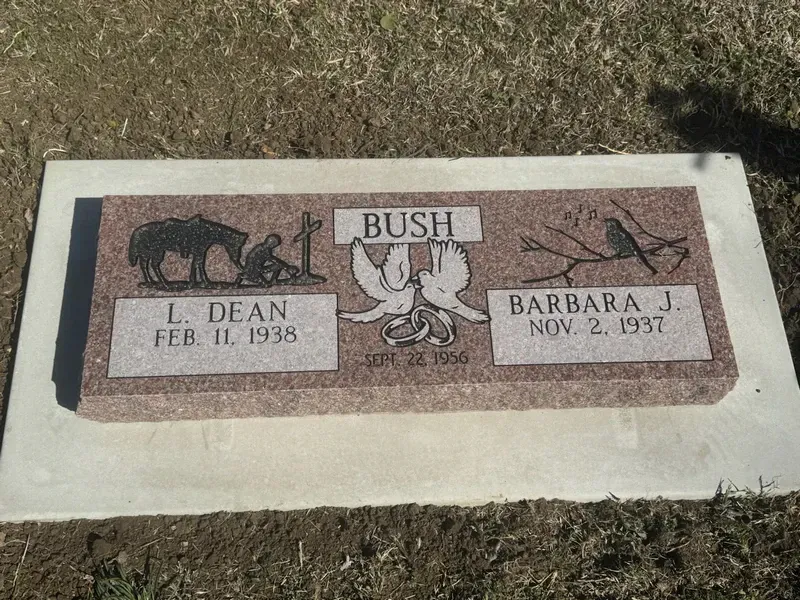 BUSH
L. DEAN
FEB. 11, 1938
SEPT. 22, 1956
BARBARA J.
NOV. 2, 1937